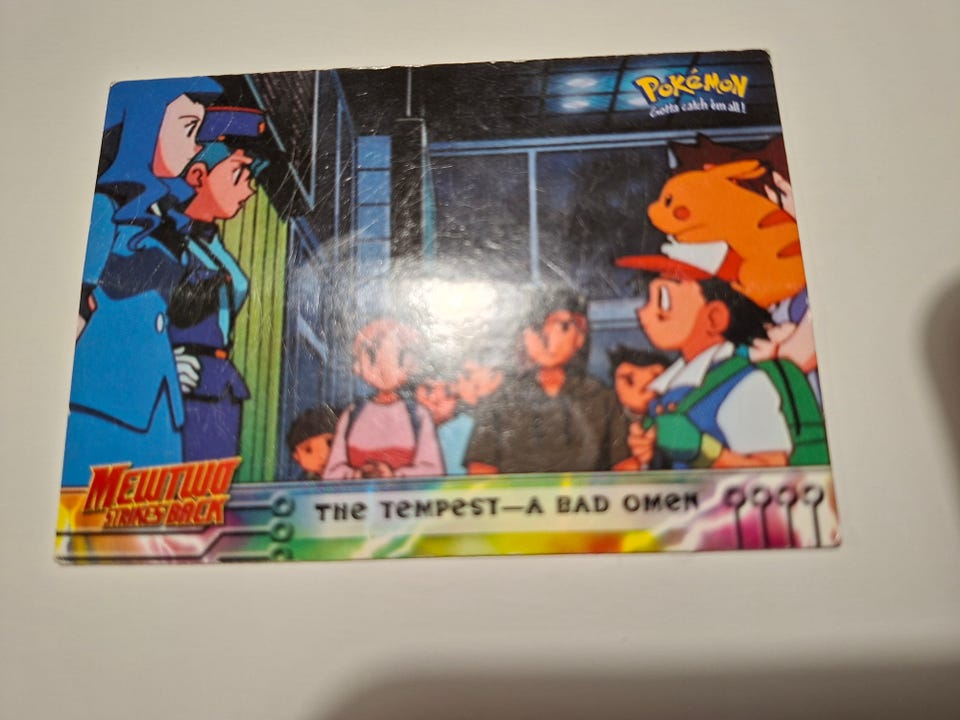 POKéMON
Gotta catch 'em all!
MEWTWO
STRIKES BACK
THE TEMPEST—A BAD OMEN